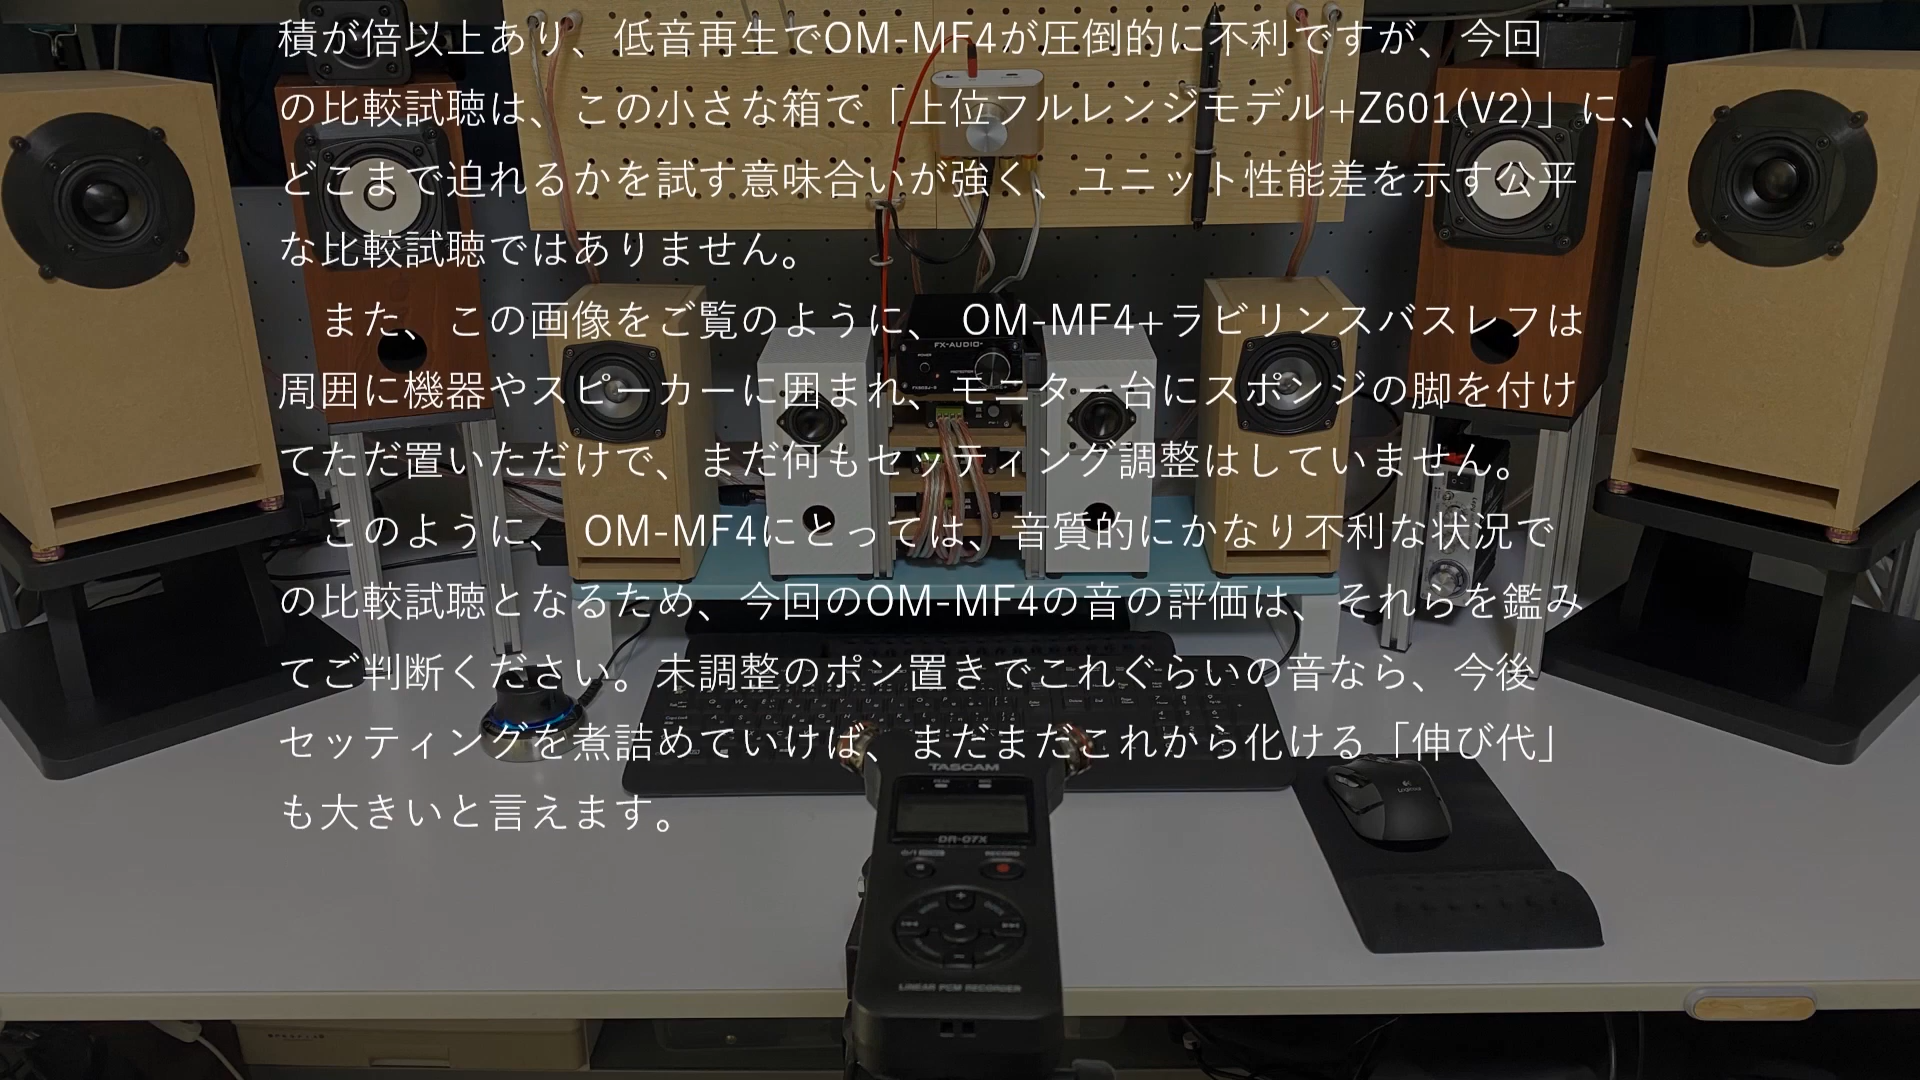 積が倍以上あり、低音再生でOM-MF4が圧倒的に不利ですが、今回
の比較試聴は、この小さな箱で「上位フルレンジモデル+Z601(V2)」に、
どこまで迫れるかを試す意味合いが強く、ユニット性能差を示す公平
な比較試聴ではありません。
また、この画像をご覧のように、 OM-MF4+ラビリンスバスレフは
周囲に機器やスピーカーに囲まれ、モニター台にスポンジの脚を付け
てただ置いただけで、まだ何もセッティング調整はしていません。
このように、 OM-MF4にとっては、音質的にかなり不利な状況で
の比較試聴となるため、今回のOM-MF4の音の評価は、それらを鑑み
てご判断ください。未調整のポン置きでこれぐらいの音なら、今後
セッティングを煮詰めていけば、まだまだこれから化ける「伸び代」
も大きいと言えます。
FX-AUDIO-
TASCAM
DR-07X
LINEAR PCM RECORDER